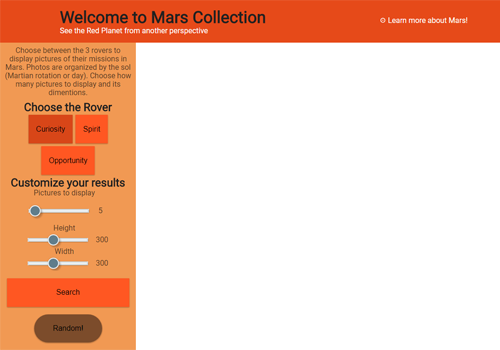 Welcome to Mars Collection
See the Red Planet from another perspective
Learn more about Mars!
Choose between the 3 rovers to
display pictures of their missions in
Mars. Photos are organized by the sol
(Martian rotation or day). Choose how
many pictures to display and its
dimentions.
Choose the Rover
Curiosity
Spirit
Opportunity
Customize your results
Pictures to display
5
Height
300
Width
300
Search
Random!